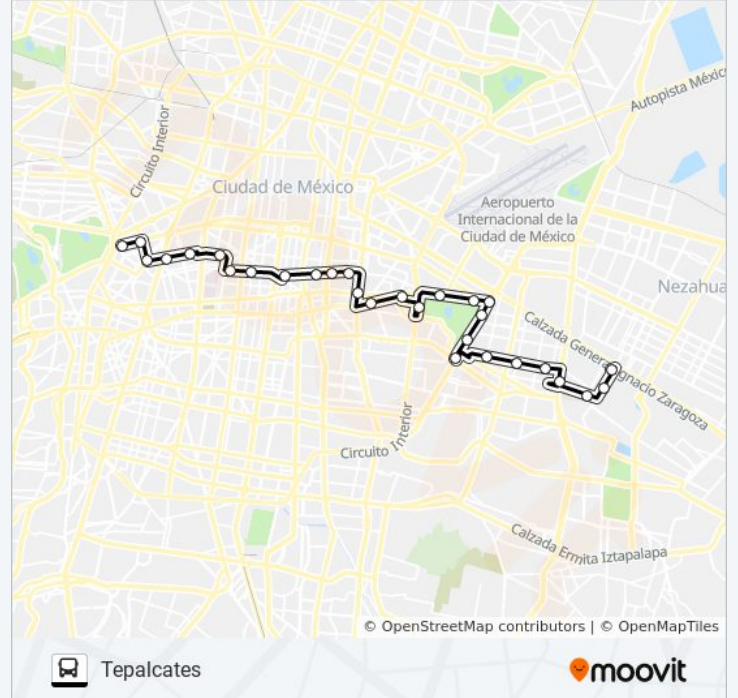 Autopista Méxic
Circuito Interior
Ciudad de México
Aeropuerto
Internacional de la
Ciudad de México
Nezahua
Calzada General Ignacio Zaragoza
Circuito Interior
Calzada Ermita Iztapalapa
© OpenStreetMap contributors | © OpenMapTiles
Tepalcates
moovit